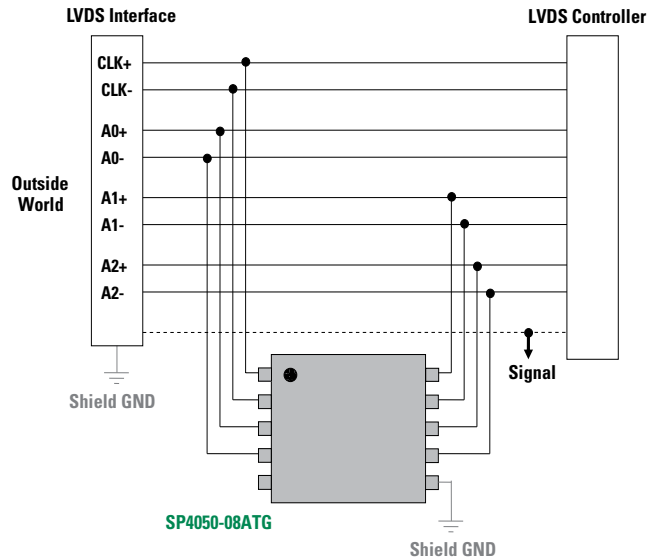 LVDS Interface
LVDS Controller
CLK+
CLK-
A0+
A0-
Outside
World
A1+
A1-
A2+
A2-
Signal
Shield GND
SP4050-08ATG
Shield GND